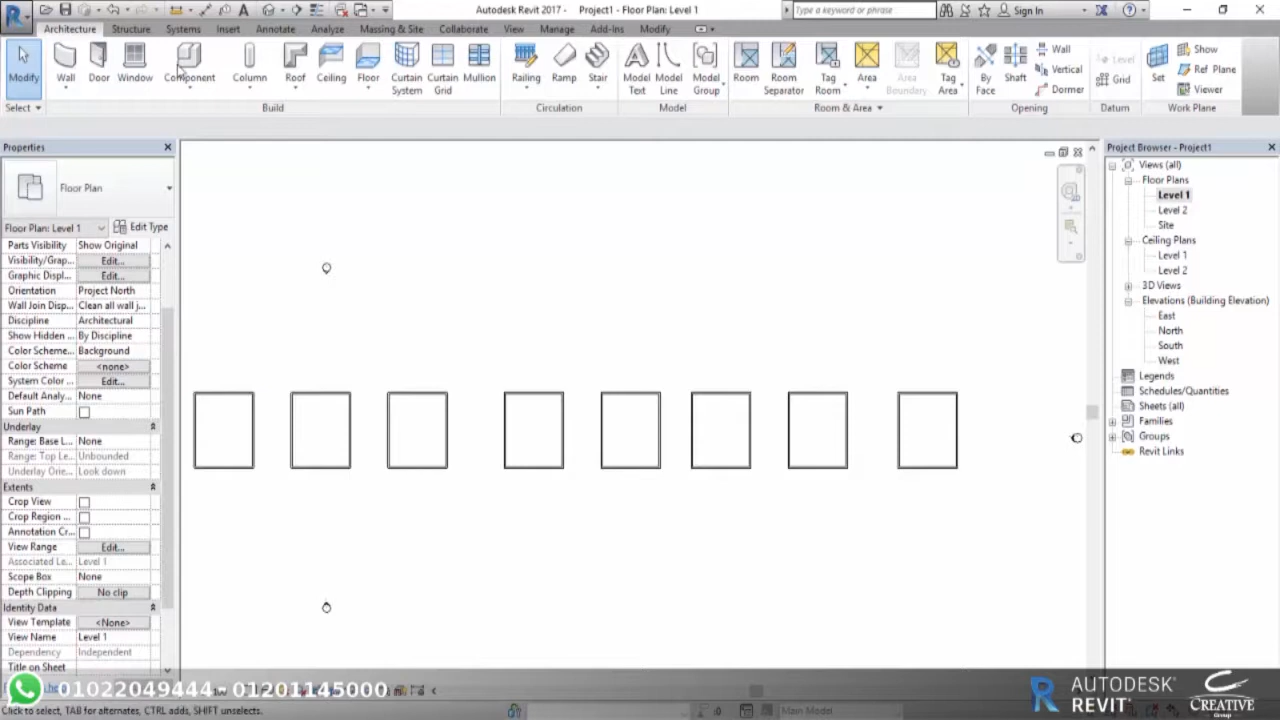 Autodesk Revit 2017 - Project1 - Floor Plan: Level 1
Type a keyword or phrase
Sign In
Architecture Structure Systems Insert Annotate Analyze Massing & Site Collaborate View Manage Add-Ins Modify
Modify Wall Door Window Component Column Roof Ceiling Floor Curtain System Curtain Grid Mullion Railing Ramp Stair Model Text Model Line Model Group Room Room Separator Tag Room Area Area Boundary Tag Area By Face Shaft Wall Vertical Dormer Level Grid Set Show Ref Plane Viewer
Select Build Circulation Model Room & Area Opening Datum Work Plane
Properties
Floor Plan
Floor Plan: Level 1 Edit Type
Parts Visibility Show Original
Visibility/Grap... Edit...
Graphic Displ... Edit...
Orientation Project North
Wall Join Disp... Clean all wall j...
Discipline Architectural
Show Hidden ... By Discipline
Color Scheme... Background
Color Scheme <none>
System Color ... Edit...
Default Analy... None
Sun Path
Underlay
Range: Base L... None
Range: Top Le... Unbounded
Underlay Orie... Look down
Extents
Crop View
Crop Region ...
Annotation Cr...
View Range Edit...
Associated Le... Level 1
Scope Box None
Depth Clipping No clip
Identity Data
View Template <None>
View Name Level 1
Dependency Independent
Title on Sheet
Project Browser - Project1
Views (all)
Floor Plans
Level 1
Level 2
Site
Ceiling Plans
Level 1
Level 2
3D Views
Elevations (Building Elevation)
East
North
South
West
Legends
Schedules/Quantities
Sheets (all)
Families
Groups
Revit Links
01022049444 - 01201145000
Click to select, TAB for alternates, CTRL adds, SHIFT unselects.
:0
Main Model
R AUTODESK®
REVIT®
CREATIVE
Group